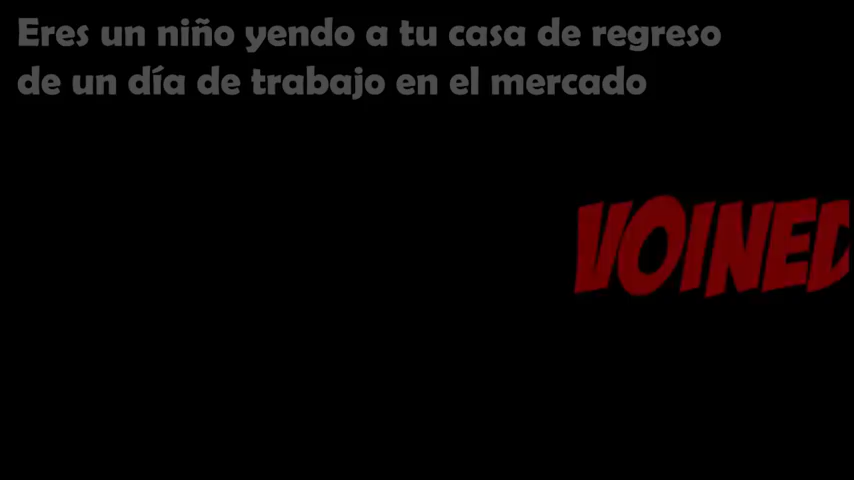 Eres un niño yendo a tu casa de regreso
de un día de trabajo en el mercado
VOINED